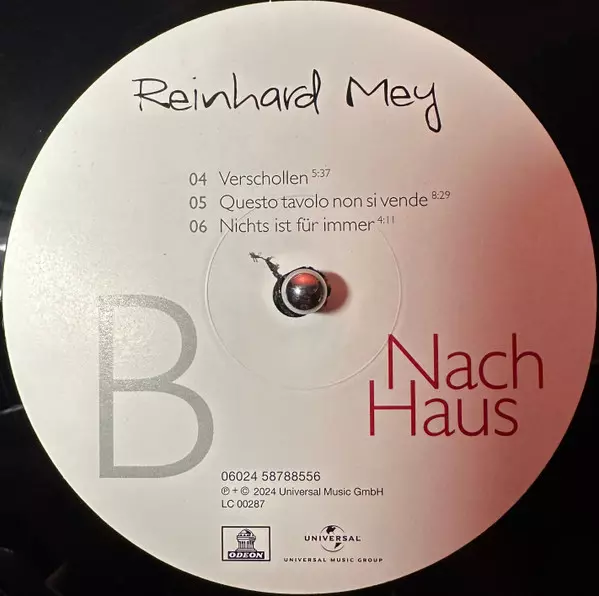 Reinhard Mey
04 Verschollen 5:37
05 Questo tavolo non si vende 8:29
06 Nichts ist für immer 4:11
B
Nach
Haus
06024 58788556
℗ + © 2024 Universal Music GmbH
LC 00287
ODEON
UNIVERSAL
UNIVERSAL MUSIC GROUP